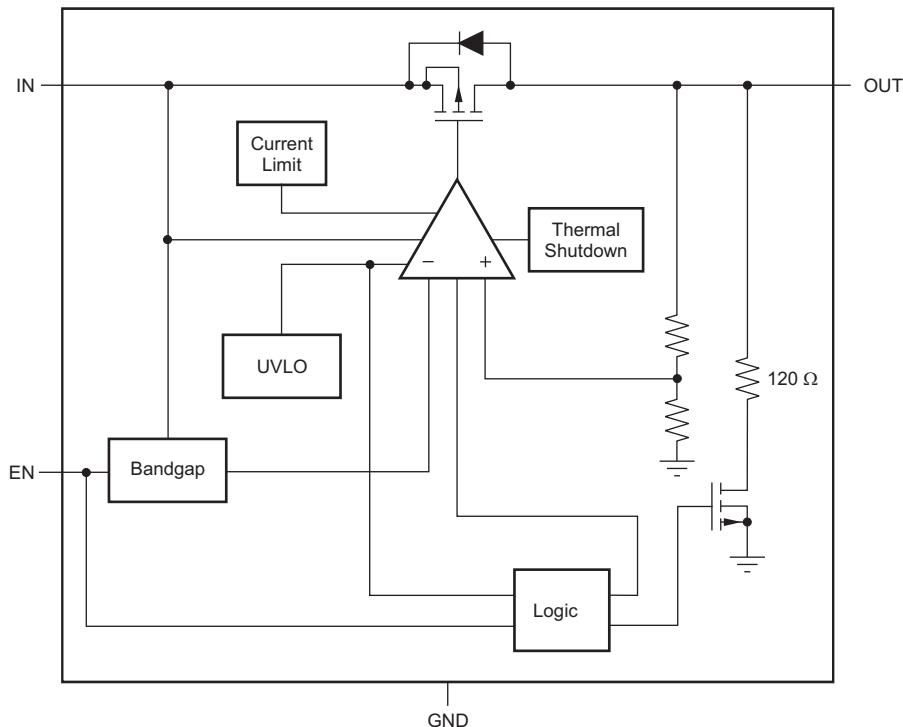 IN
OUT
Current
Limit
Thermal
Shutdown
−
+
UVLO
120 Ω
EN
Bandgap
Logic
GND